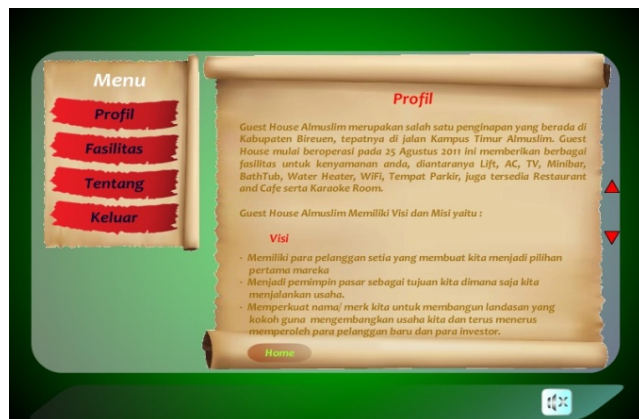 Menu
Profil
Fasilitas
Tentang
Keluar
Profil
Guest House Almuslim merupakan salah satu penginapan yang berada di
Kabupaten Bireuen, tepatnya di jalan Kampus Timur Almuslim. Guest
House mulai beroperasi pada 25 Agustus 2011 ini memberikan berbagai
fasilitas untuk kenyamanan anda, diantaranya Lift, AC, TV, Minibar,
BathTub, Water Heater, WiFi, Tempat Parkir, juga tersedia Restaurant
and Cafe serta Karaoke Room.
Guest House Almuslim Memiliki Visi dan Misi yaitu :
Visi
- Memiliki para pelanggan setia yang membuat kita menjadi pilihan
pertama mareka
- Menjadi pemimpin pasar sebagai tujuan kita dimana saja kita
menjalankan usaha.
- Memperkuat nama/ merk kita untuk membangun landasan yang
kokoh guna mengembangkan usaha kita dan terus menerus
memperoleh para pelanggan baru dan para investor.
Home